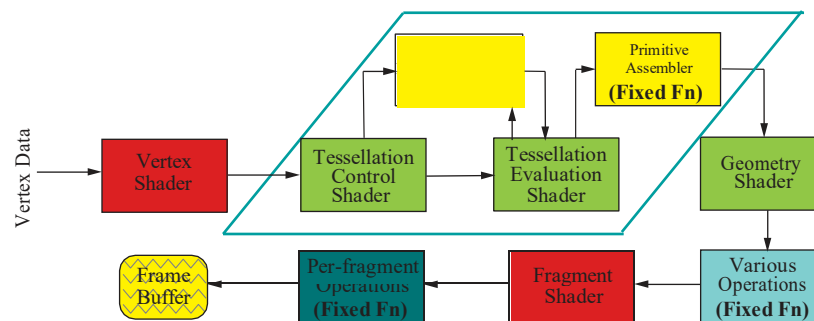 Vertex Data
Vertex
Shader
Tessellation
Control
Shader
Tessellation
Evaluation
Shader
Primitive
Assembler
(Fixed Fn)
Geometry
Shader
Various
Operations
(Fixed Fn)
Fragment
Shader
Per-fragment
Operations
(Fixed Fn)
Frame
Buffer